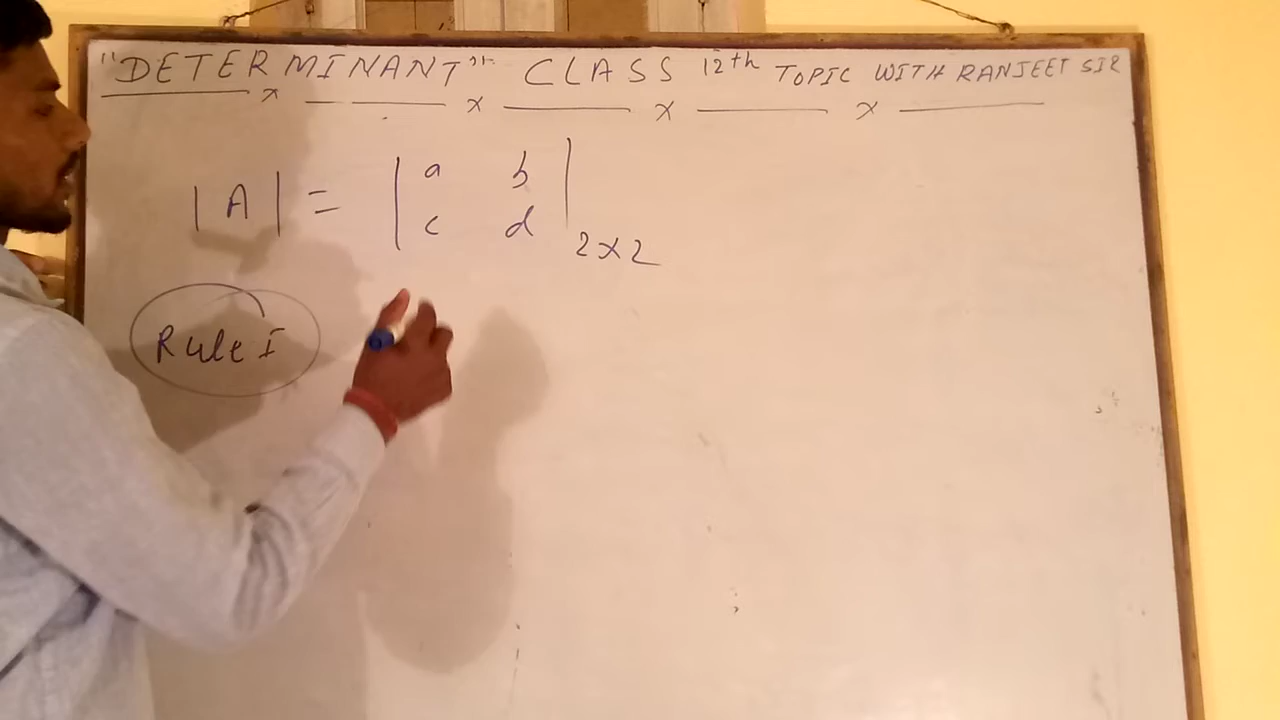 "DETERMINANT" CLASS 12th TOPIC WITH RANJEET SIR
x x x x
|A| = | a b |
| c d | 2x2
Rule I